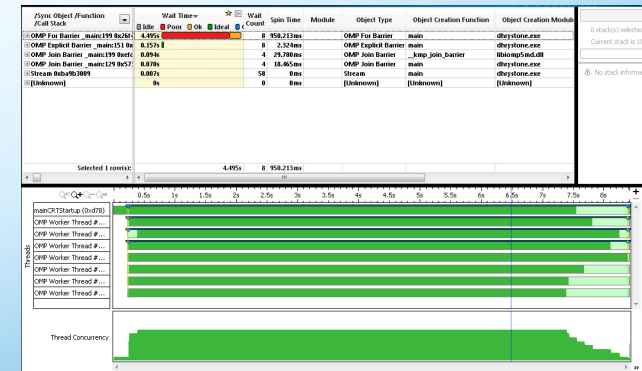 /Sync Object /Function /Call Stack
Wait Time
Idle Poor Ok Ideal
Wait Count
Spin Time
Module
Object Type
Object Creation Function
Object Creation Modul
OMP For Barrier _main:199 4.495s 8 950.213ms OMP For Barrier main dhrystone.exe
OMP Explicit Barrier _main:151 0.157s 8 2.324ms OMP Explicit Barrier main dhrystone.exe
OMP Join Barrier _main:199 0.094s 4 29.780ms OMP Join Barrier __kmp_join_barrier libiomp5md.dll
OMP Join Barrier _main:129 0.070s 4 18.465ms OMP Join Barrier main dhrystone.exe
Stream 0xba9b3009 0.007s 58 0ms Stream main dhrystone.exe
[Unknown] 0s 0 0ms [Unknown] [Unknown] [Unknown]
Selected 1 row(s): 4.495s 8 950.213ms
0 stack(s) selected
Current stack is
No stack informa
0.5s 1s 1.5s 2s 2.5s 3s 3.5s 4s 4.5s 5s 5.5s 6s 6.5s 7s 7.5s 8s
Threads
mainCRTStartup (0xd78)
OMP Worker Thread #...
OMP Worker Thread #...
OMP Worker Thread #...
OMP Worker Thread #...
OMP Worker Thread #...
OMP Worker Thread #...
OMP Worker Thread #...
Thread Concurrency